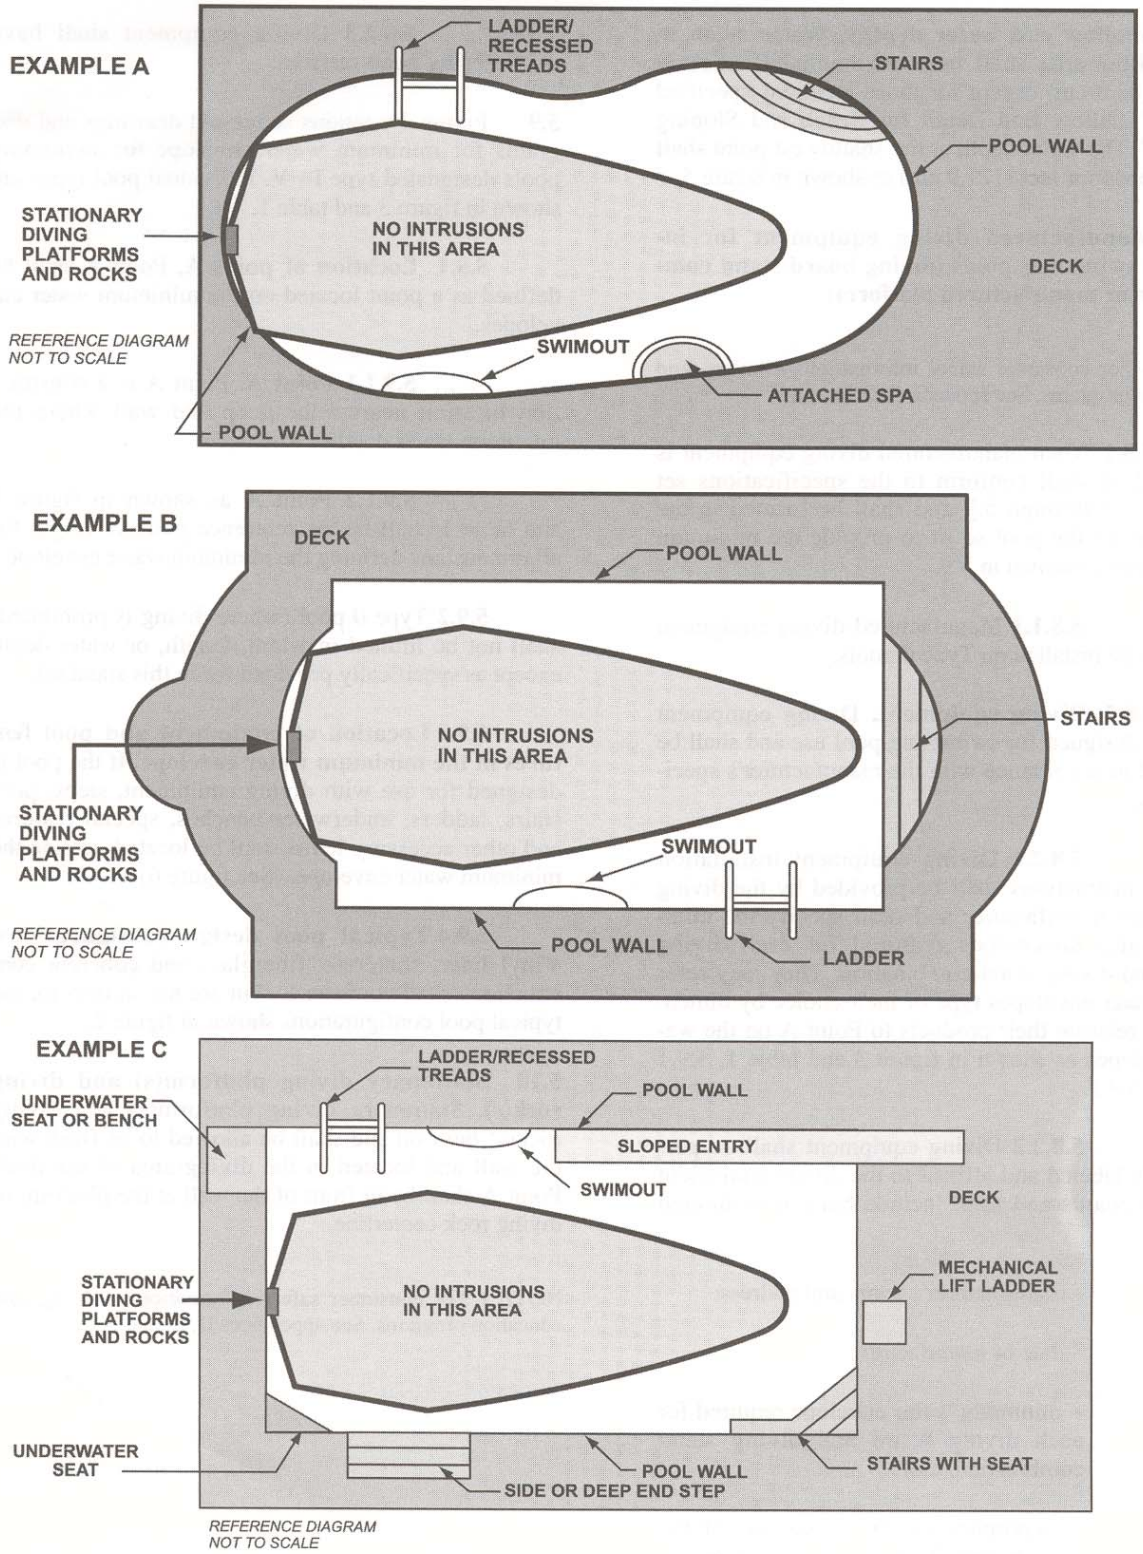 EXAMPLE A
LADDER/
RECESSED
TREADS
STAIRS
POOL WALL
STATIONARY
DIVING
PLATFORMS
AND ROCKS
NO INTRUSIONS
IN THIS AREA
DECK
REFERENCE DIAGRAM
NOT TO SCALE
SWIMOUT
ATTACHED SPA
POOL WALL
EXAMPLE B
DECK
POOL WALL
STAIRS
NO INTRUSIONS
IN THIS AREA
STATIONARY
DIVING
PLATFORMS
AND ROCKS
SWIMOUT
REFERENCE DIAGRAM
NOT TO SCALE
POOL WALL
LADDER
EXAMPLE C
LADDER/RECESSED
TREADS
POOL WALL
UNDERWATER
SEAT OR BENCH
SLOPED ENTRY
SWIMOUT
DECK
MECHANICAL
LIFT LADDER
STATIONARY
DIVING
PLATFORMS
AND ROCKS
NO INTRUSIONS
IN THIS AREA
UNDERWATER
SEAT
POOL WALL
STAIRS WITH SEAT
SIDE OR DEEP END STEP
REFERENCE DIAGRAM
NOT TO SCALE